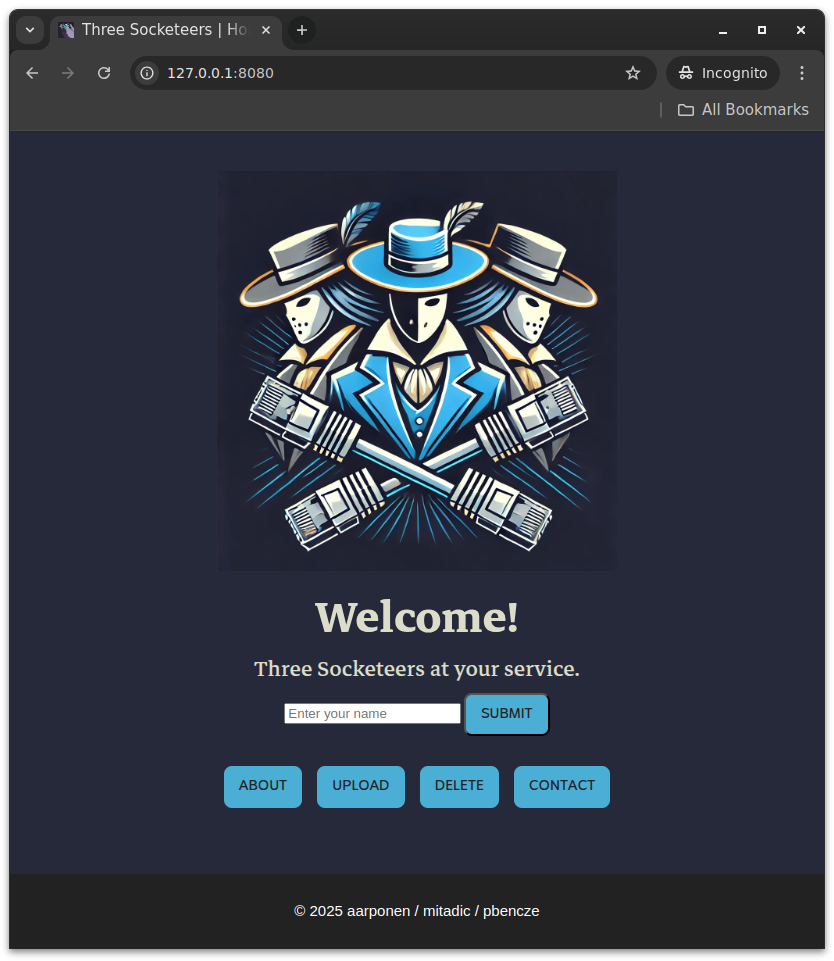 Three Socketeers | Ho
127.0.0.1:8080
Incognito
All Bookmarks
Welcome!
Three Socketeers at your service.
Enter your name
SUBMIT
ABOUT
UPLOAD
DELETE
CONTACT
© 2025 aarponen / mitadic / pbencze